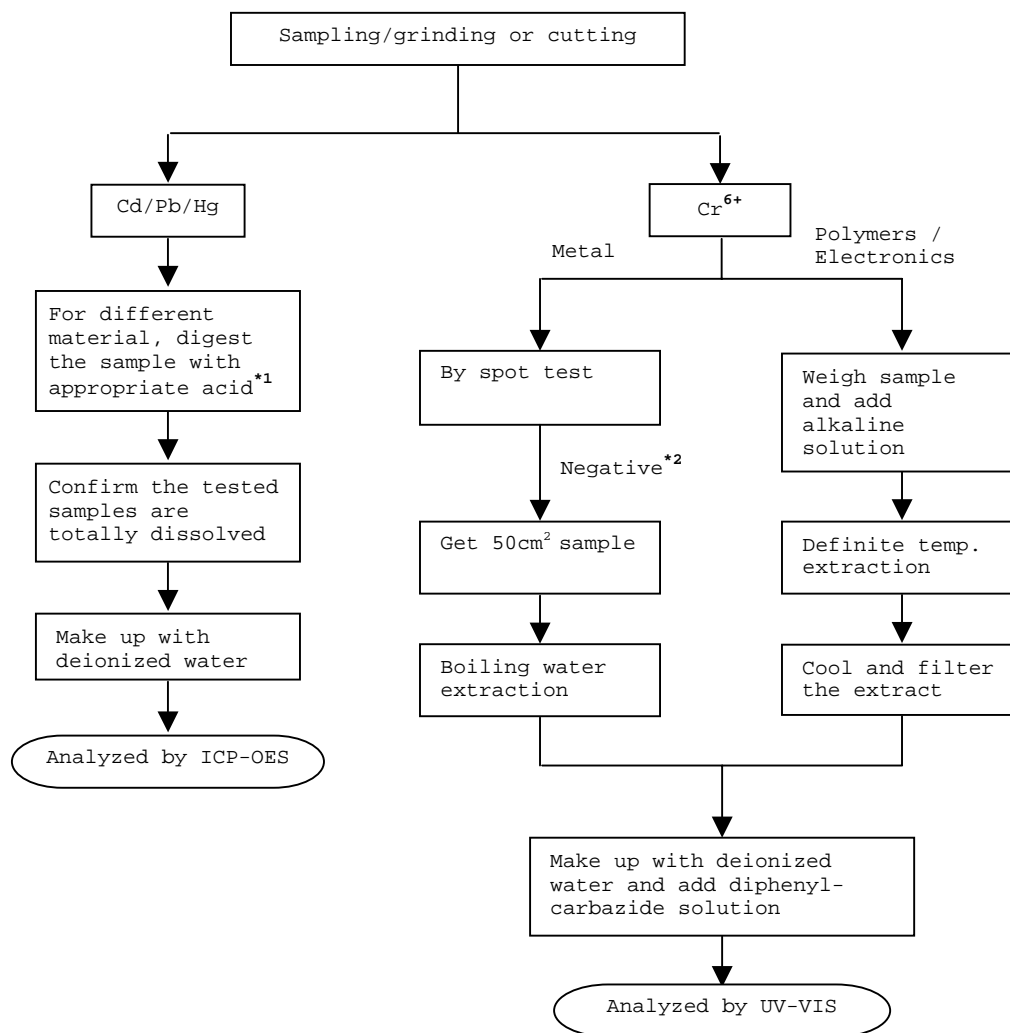 Sampling/grinding or cutting
Cd/Pb/Hg
For different
material, digest
the sample with
appropriate acid*1
Confirm the tested
samples are
totally dissolved
Make up with
deionized water
Analyzed by ICP-OES
Cr6+
Metal
Polymers /
Electronics
By spot test
Negative*2
Get 50cm2 sample
Boiling water
extraction
Weigh sample
and add
alkaline
solution
Definite temp.
extraction
Cool and filter
the extract
Make up with deionized
water and add diphenyl-
carbazide solution
Analyzed by UV-VIS